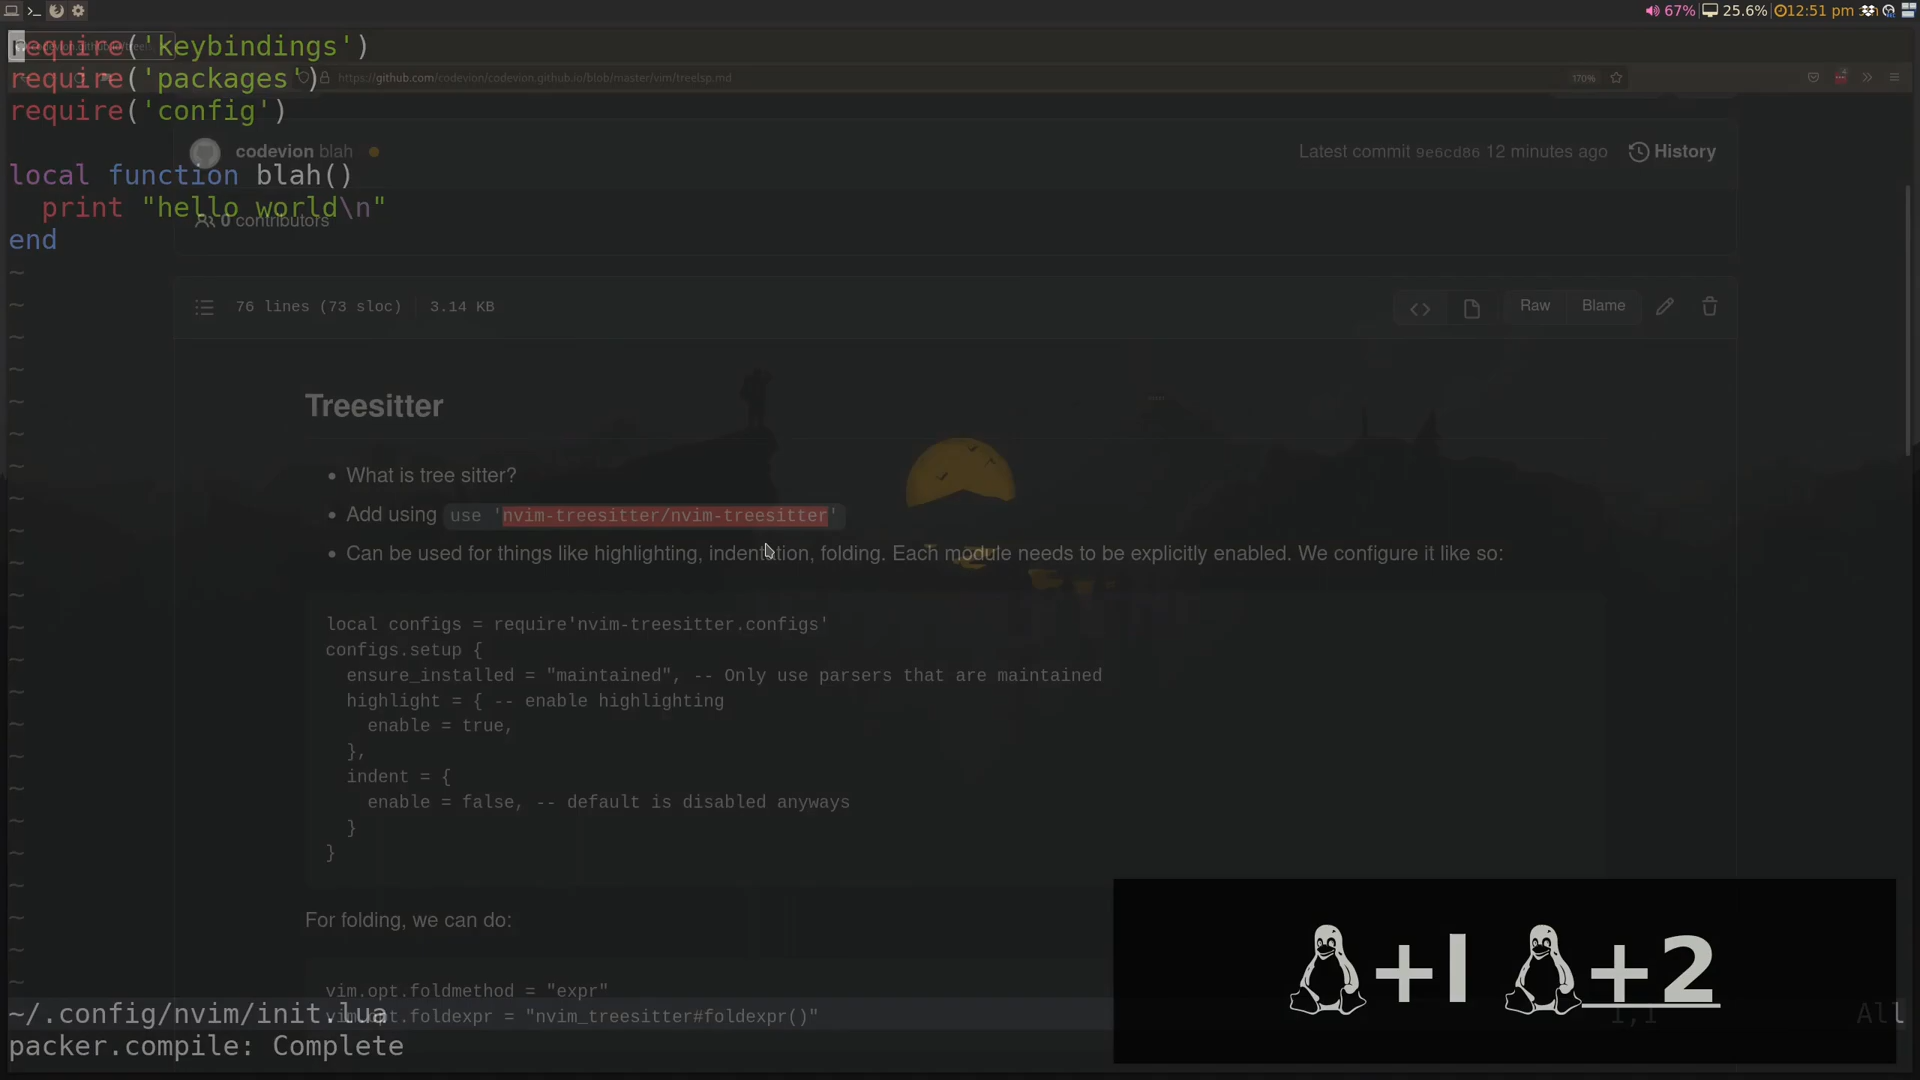 67% 25.6% 12:51 pm
require('keybindings')
require('packages')
https://github.com/codevion/codevion.github.io/blob/master/vim/treelsp.md
170%
require('config')
codevion blah
Latest commit 9e6cd86 12 minutes ago
History
local function blah()
print "hello world\n"
0 contributors
end
76 lines (73 sloc)
3.14 KB
Raw
Blame
Treesitter
• What is tree sitter?
• Add using use 'nvim-treesitter/nvim-treesitter'
• Can be used for things like highlighting, indentation, folding. Each module needs to be explicitly enabled. We configure it like so:
local configs = require'nvim-treesitter.configs'
configs.setup {
ensure_installed = "maintained", -- Only use parsers that are maintained
highlight = { -- enable highlighting
enable = true,
},
indent = {
enable = false, -- default is disabled anyways
}
}
For folding, we can do:
vim.opt.foldmethod = "expr"
~/.config/nvim/init.lua
vim.opt.foldexpr = "nvim_treesitter#foldexpr()"
1,1
All
packer.compile: Complete
+l +2